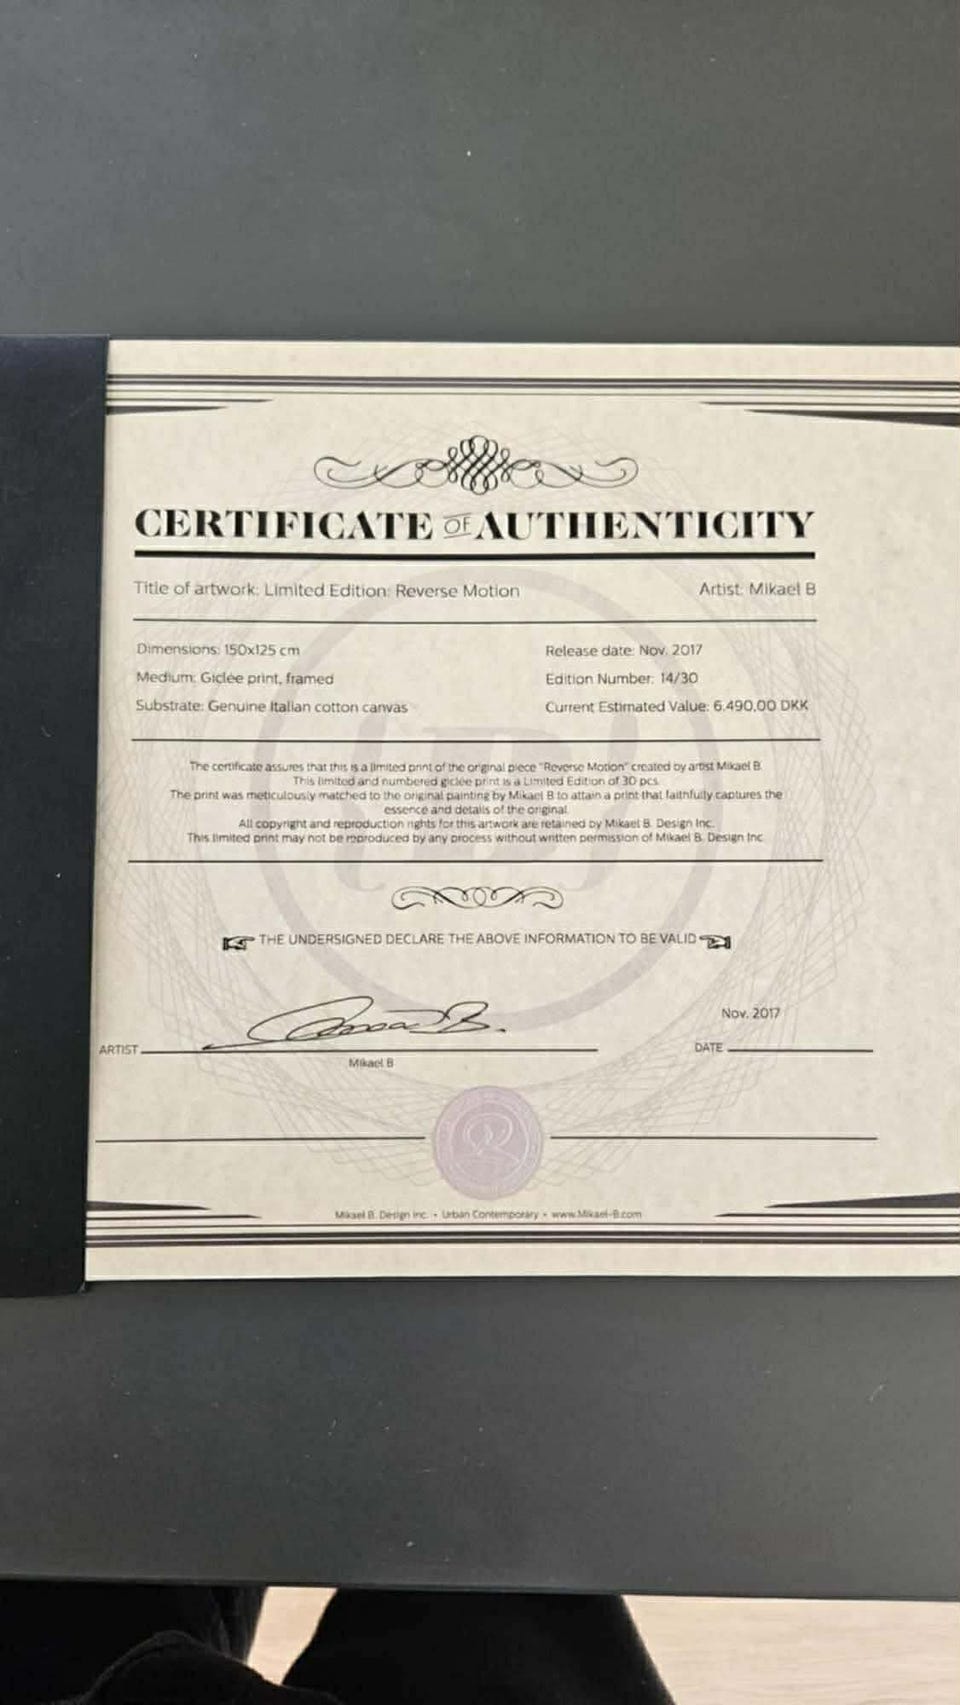 CERTIFICATE OF AUTHENTICITY
Title of artwork: Limited Edition: Reverse Motion Artist: Mikael B
Dimensions: 150x125 cm Release date: Nov. 2017
Medium: Giclée print, framed Edition Number: 14/30
Substrate: Genuine Italian cotton canvas Current Estimated Value: 6.490,00 DKK
The certificate assures that this is a limited print of the original piece "Reverse Motion" created by artist Mikael B.
This limited and numbered giclée print is a Limited Edition of 30 pcs.
The print was meticulously matched to the original painting by Mikael B to attain a print that faithfully captures the
essence and details of the original.
All copyright and reproduction rights for this artwork are retained by Mikael B. Design Inc.
This limited print may not be reproduced by any process without written permission of Mikael B. Design Inc.
THE UNDERSIGNED DECLARE THE ABOVE INFORMATION TO BE VALID
Nov. 2017
ARTIST DATE
Mikael B
Mikael B. Design Inc. • Urban Contemporary • www.Mikael-B.com